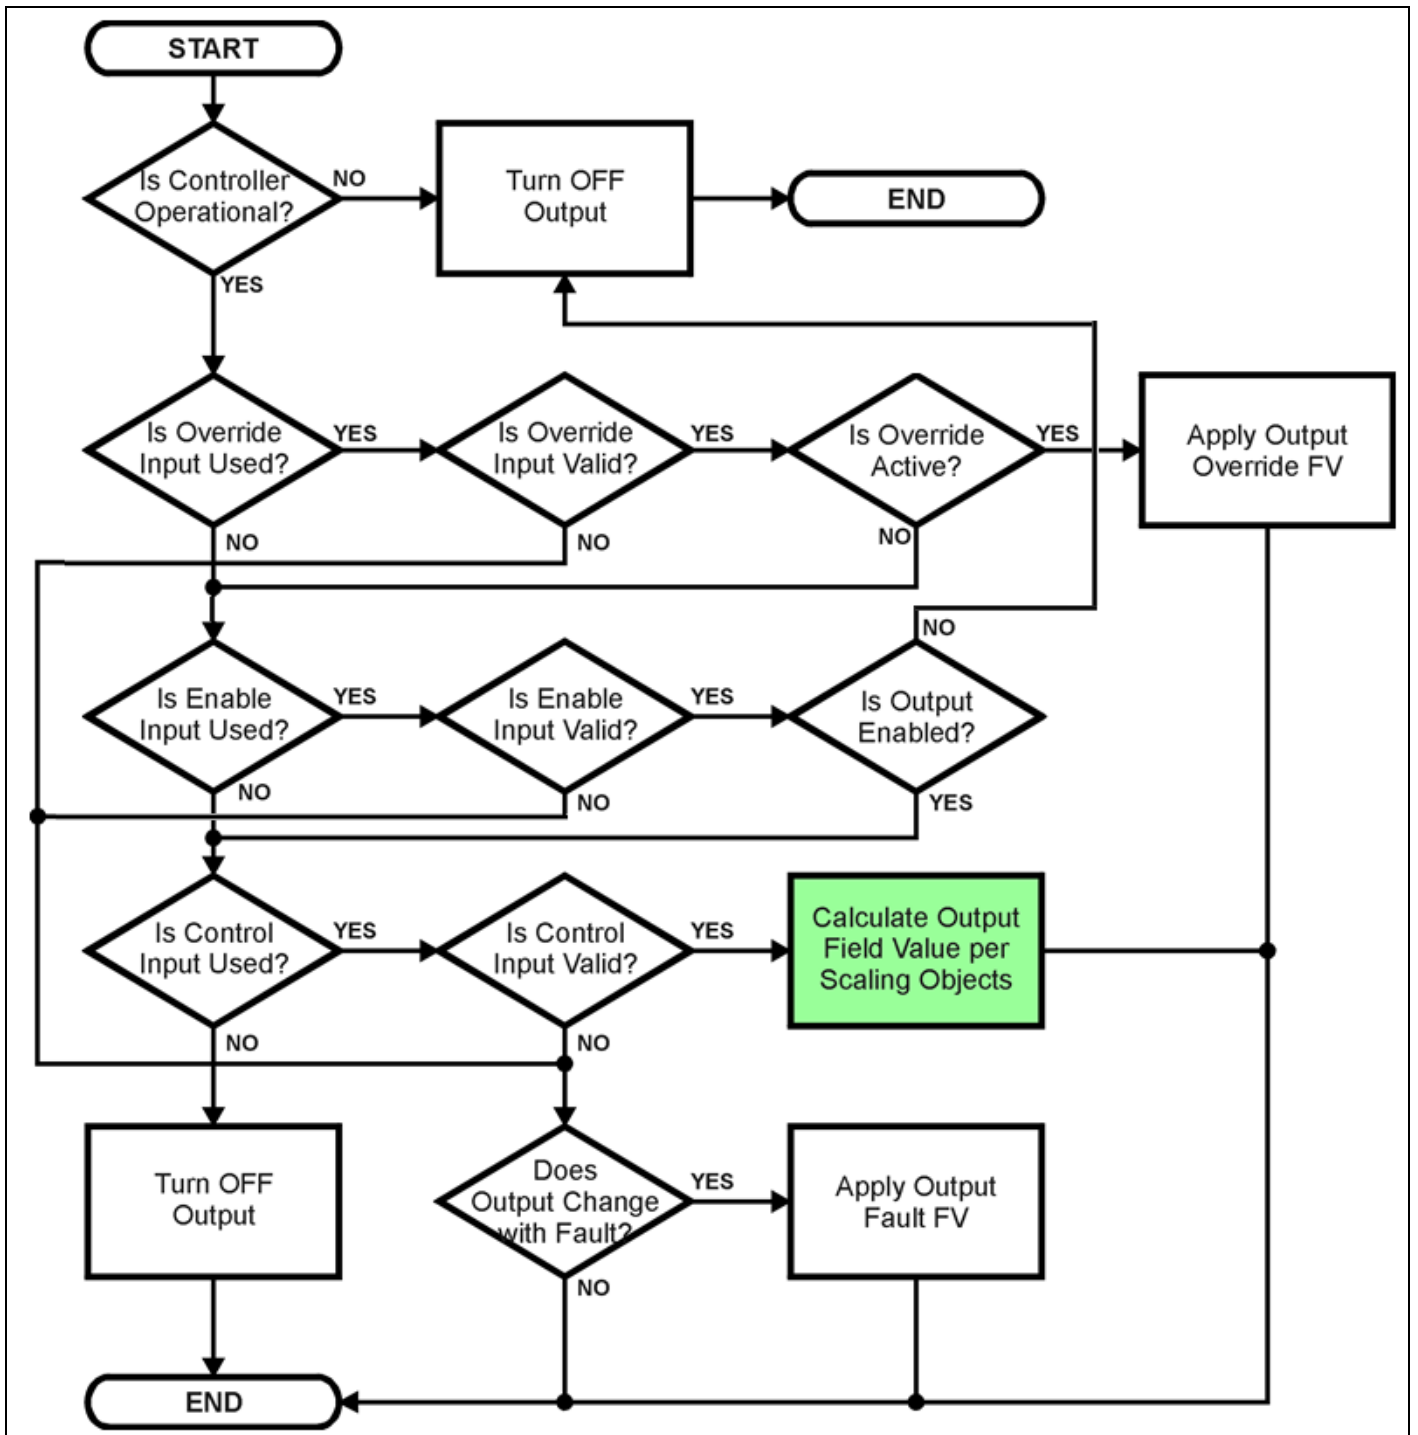 START
Is Controller
Operational?
NO
Turn OFF
Output
END
YES
Is Override
Input Used?
YES
Is Override
Input Valid?
YES
Is Override
Active?
YES
Apply Output
Override FV
NO
NO
NO
NO
Is Enable
Input Used?
YES
Is Enable
Input Valid?
YES
Is Output
Enabled?
NO
NO
YES
Is Control
Input Used?
YES
Is Control
Input Valid?
YES
Calculate Output
Field Value per
Scaling Objects
NO
NO
Turn OFF
Output
Does
Output Change
with Fault?
YES
Apply Output
Fault FV
NO
END